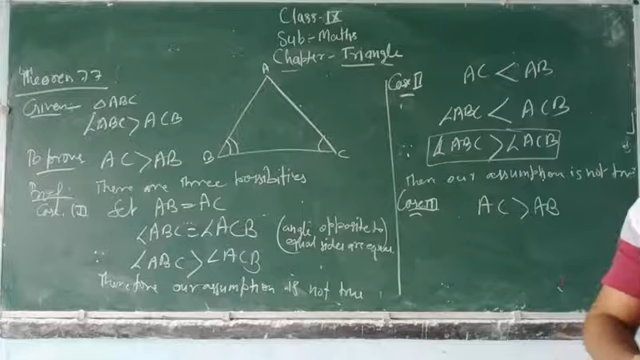 Class-IX
Sub-Maths
Chapter- Triangle
Theorem 7.7
Given- △ABC
∠ABC > ACB
To prove AC > AB
There are three possibities
Case. (I) Let AB = AC
∠ABC = ∠ACB (angle opposite to
equal sides are equal
∵ ∠ABC > ∠ACB
Therefore our assumption is not true
A
B
C
Case II AC < AB
∠ABC < ACB
∵ ∠ABC > ∠ACB
Then our assumption is not true
Case III AC > AB